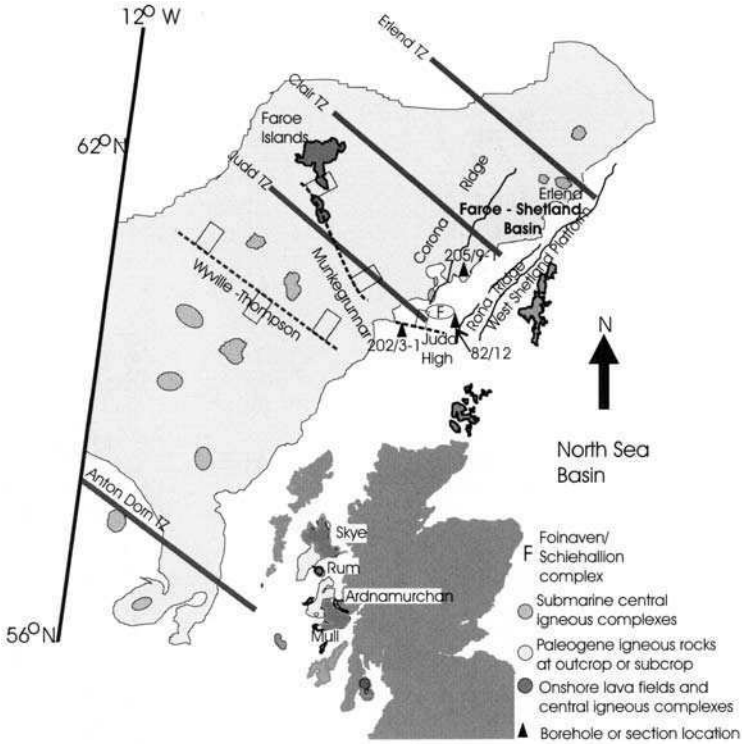 12° W
Erlend TZ
Clair TZ
Faroe
Islands
62°N
Judd TZ
Corona Ridge
Erlend
Faroe - Shetland
Basin
205/9-1
Munkegrunnar
Wyville -Thompson
Rona Ridge
West Shetland Platform
F
N
202/3-1
Judd
High
82/12
North Sea
Basin
Anton Dorn TZ
Skye
Rum
Ardnamurchan
Mull
56°N
F Foinaven/
Schiehallion
complex
Submarine central
Igneous complexes
Paleogene igneous rocks
at outcrop or subcrop
Onshore lava fields and
central igneous complexes
Borehole or section location